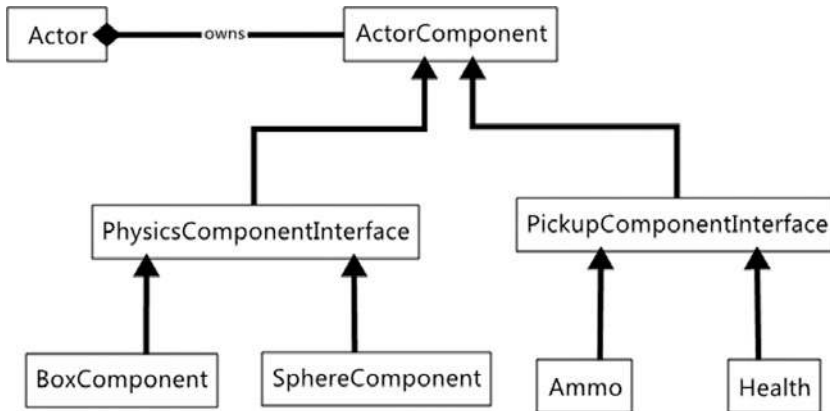 Actor
owns
ActorComponent
PhysicsComponentInterface
PickupComponentInterface
BoxComponent
SphereComponent
Ammo
Health